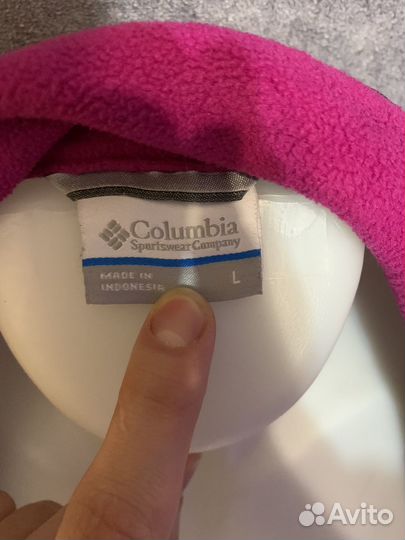 Columbia
Sportswear Company
MADE IN
INDONESIA
L
Avito